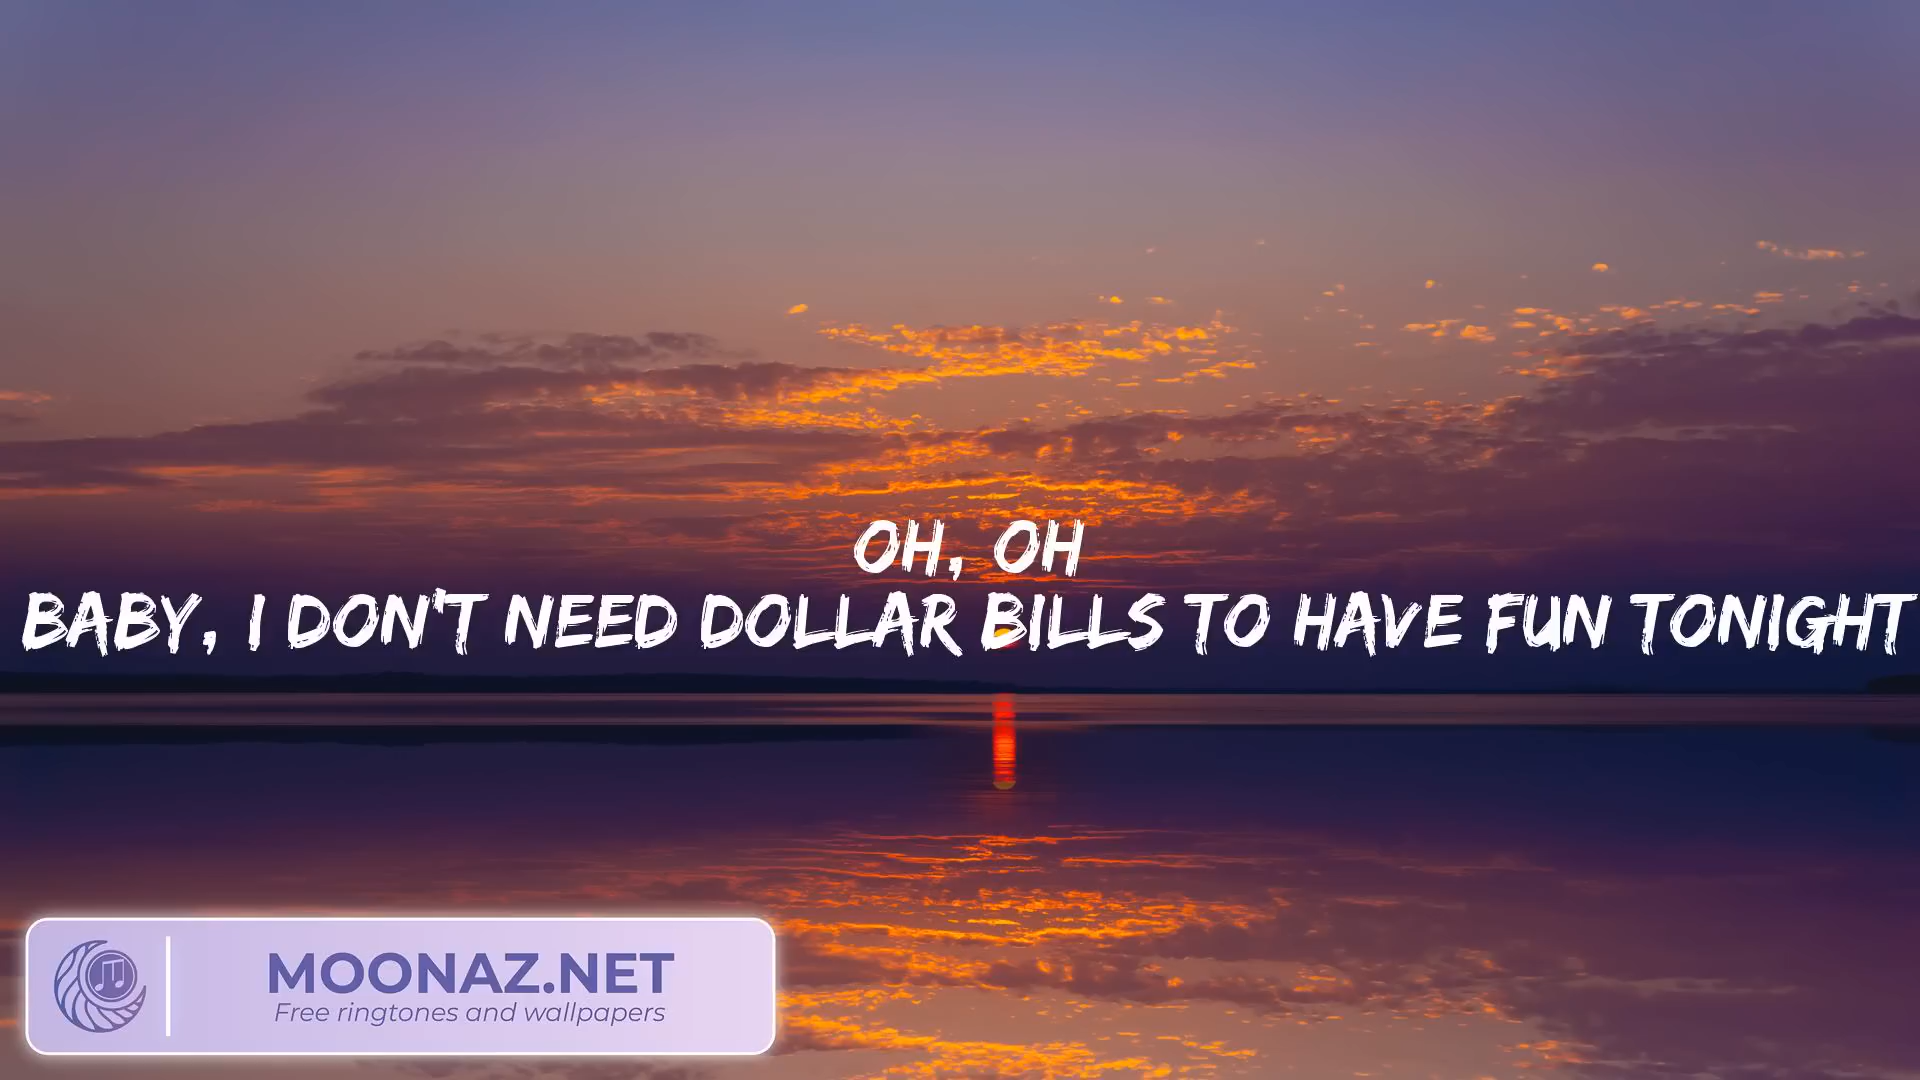 OH, OH
BABY, I DON'T NEED DOLLAR BILLS TO HAVE FUN TONIGHT
MOONAZ.NET
Free ringtones and wallpapers